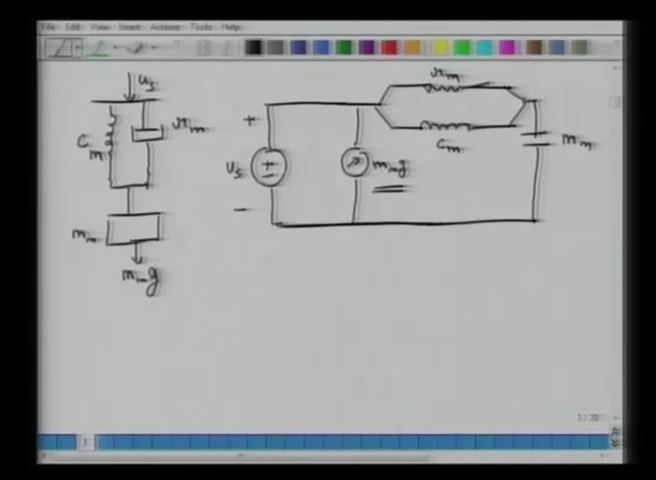 File Edit View Insert Actions Tools Help
u_s
C_m
r_m
m_m
m_m g
+
u_s
-
m_m g
r_m
C_m
m_m